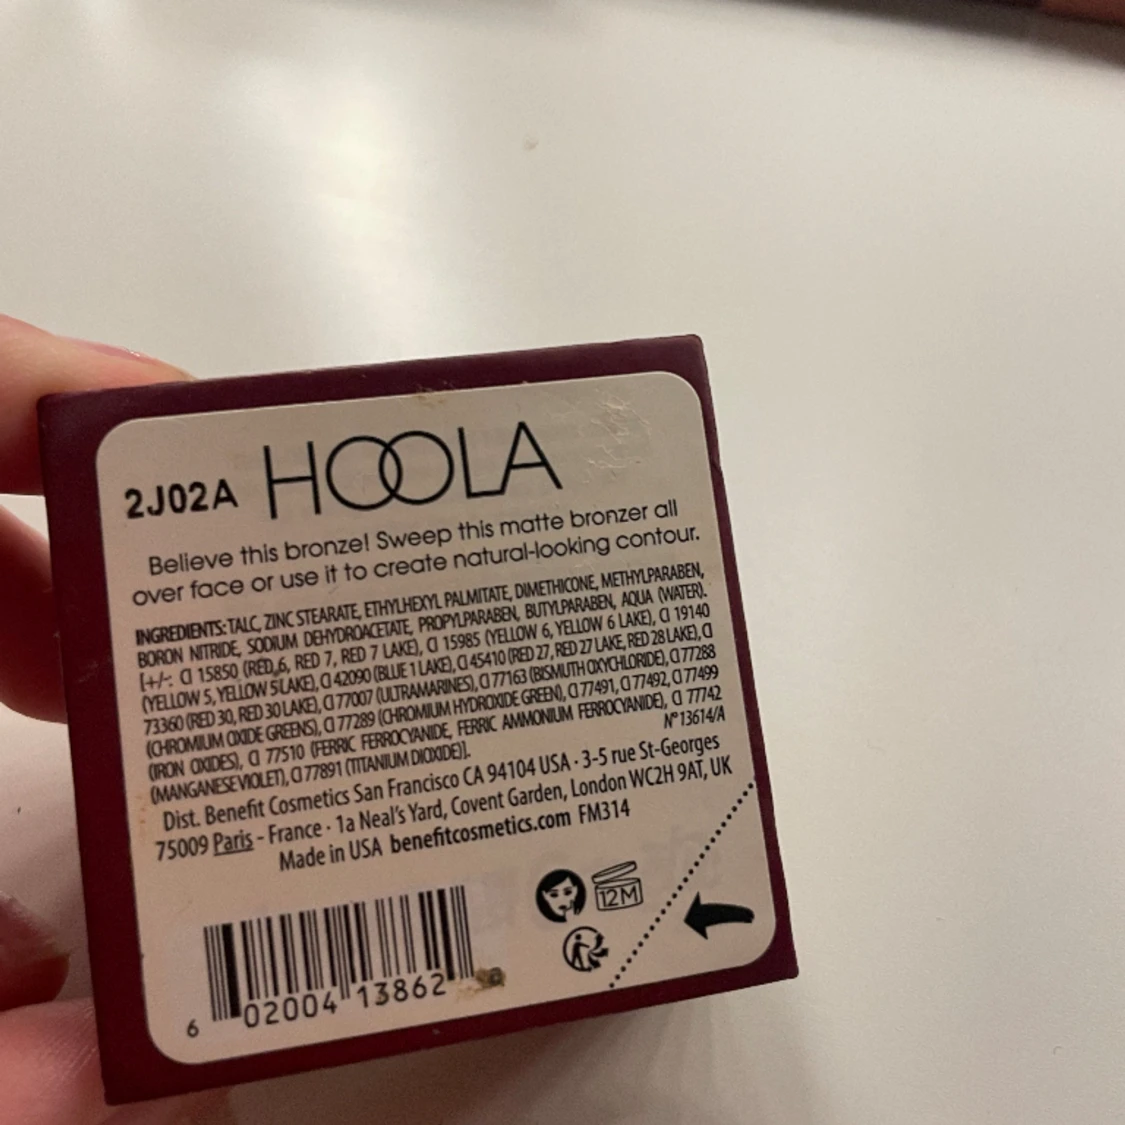 2J02A HOOLA
Believe this bronze! Sweep this matte bronzer all
over face or use it to create natural-looking contour.
INGREDIENTS: TALC, ZINC STEARATE, ETHYLHEXYL PALMITATE, DIMETHICONE, METHYLPARABEN,
BORON NITRIDE, SODIUM DEHYDROACETATE, PROPYLPARABEN, BUTYLPARABEN, AQUA (WATER).
[+/-: CI 15850 (RED 6, RED 7, RED 7 LAKE), CI 15985 (YELLOW 6, YELLOW 6 LAKE), CI 19140
(YELLOW 5, YELLOW 5 LAKE), CI 42090 (BLUE 1 LAKE), CI 45410 (RED 27, RED 27 LAKE, RED 28 LAKE), CI
73360 (RED 30, RED 30 LAKE), CI 77007 (ULTRAMARINES), CI 77163 (BISMUTH OXYCHLORIDE), CI 77288
(CHROMIUM OXIDE GREENS), CI 77289 (CHROMIUM HYDROXIDE GREEN), CI 77491, CI 77492, CI 77499
(IRON OXIDES), CI 77510 (FERRIC FERROCYANIDE, FERRIC AMMONIUM FERROCYANIDE), CI 77742
(MANGANESE VIOLET), CI 77891 (TITANIUM DIOXIDE)]. N° 13614/A
Dist. Benefit Cosmetics San Francisco CA 94104 USA · 3-5 rue St-Georges
75009 Paris - France · 1a Neal's Yard, Covent Garden, London WC2H 9AT, UK
Made in USA benefitcosmetics.com FM314
12M
6 02004 13862